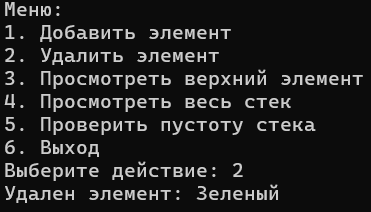 Меню:
1. Добавить элемент
2. Удалить элемент
3. Просмотреть верхний элемент
4. Просмотреть весь стек
5. Проверить пустоту стека
6. Выход
Выберите действие: 2
Удален элемент: Зеленый